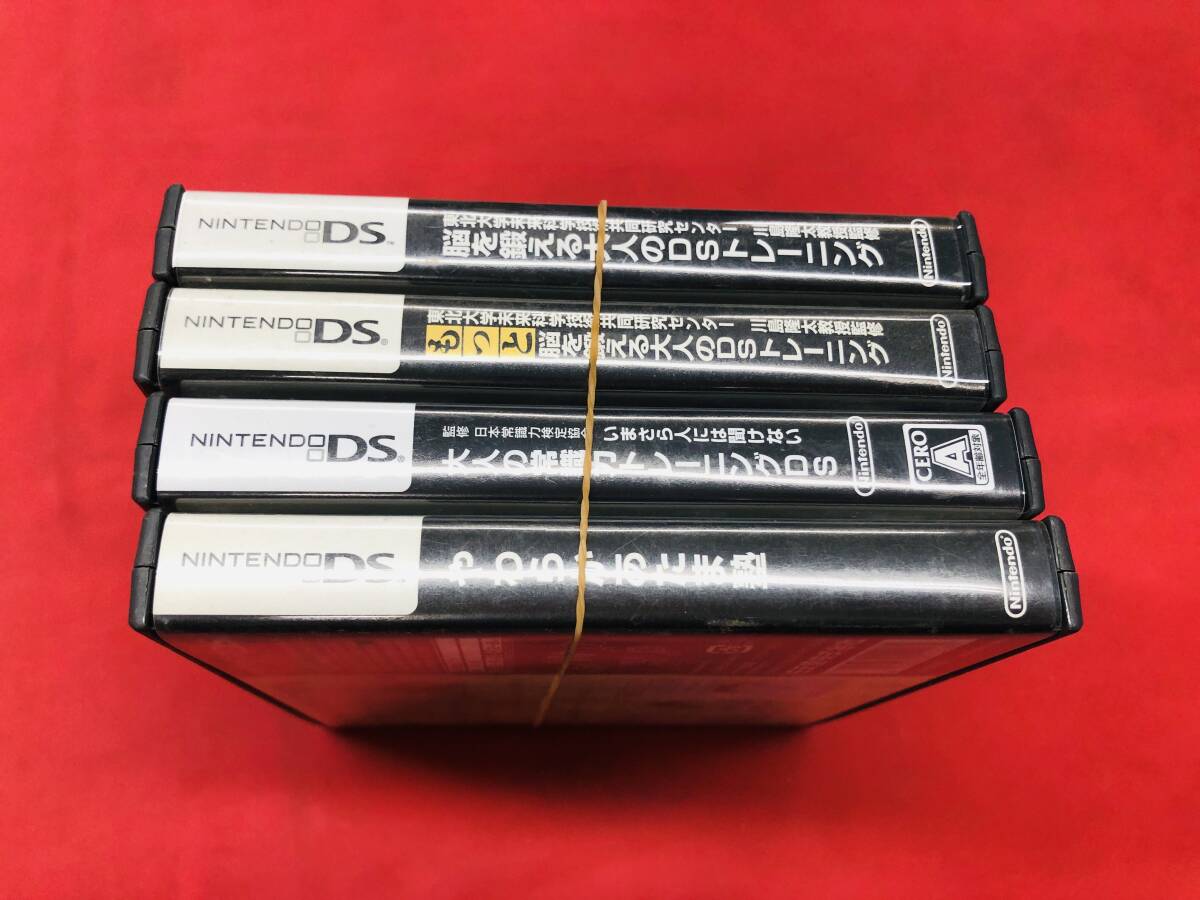 NINTENDO DS™
東北大学未来科学技術共同研究センター 川島隆太教授監修
脳を鍛える大人のDSトレーニング
Nintendo
NINTENDO DS®
東北大学未来科学技術共同研究センター 川島隆太教授監修
もっと脳を鍛える大人のDSトレーニング
Nintendo
NINTENDO DS®
監修 日本常識力検定協会 いまさら人には聞けない
大人の常識力トレーニングDS
Nintendo
CERO
A
全年齢対象
NINTENDO DS
やわらかあたま塾
Nintendo